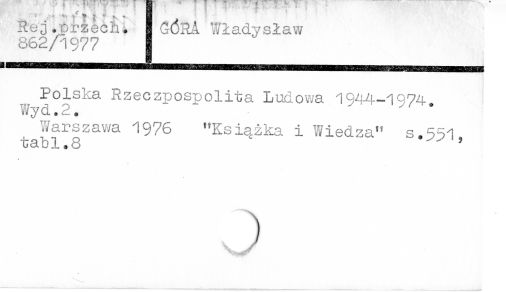 Rej.przech.
862/1977
GÓRA Władysław
Polska Rzeczpospolita Ludowa 1944-1974.
Wyd.2.
Warszawa 1976 "Książka i Wiedza" s.551,
tabl.8